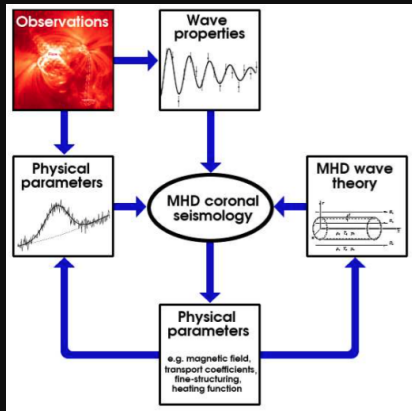 Observations
Wave
properties
Physical
parameters
MHD coronal
seismology
MHD wave
theory
Physical
parameters
e.g. magnetic field,
transport coefficients,
fine-structuring,
heating function